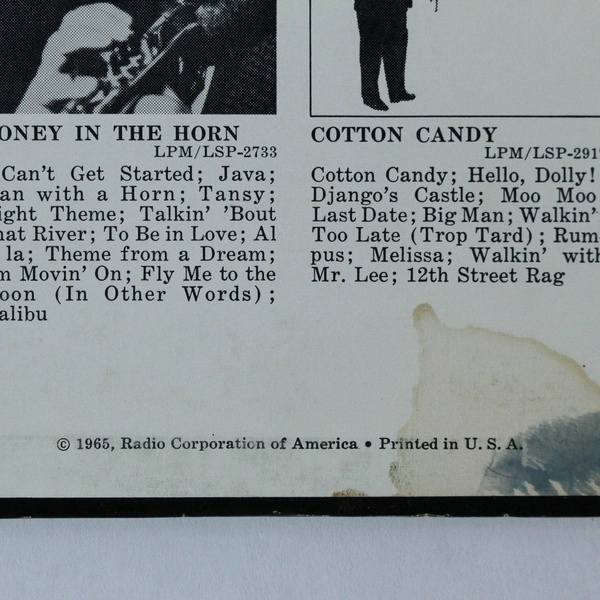 ONEY IN THE HORN
LPM/LSP-2733
Can't Get Started; Java;
an with a Horn; Tansy;
ight Theme; Talkin' 'Bout
hat River; To Be in Love; Al
la; Theme from a Dream;
m Movin' On; Fly Me to the
oon (In Other Words);
alibu
COTTON CANDY
LPM/LSP-291
Cotton Candy; Hello, Dolly!
Django's Castle; Moo Moo
Last Date; Big Man; Walkin'
Too Late (Trop Tard); Rum-
pus; Melissa; Walkin' with
Mr. Lee; 12th Street Rag
© 1965, Radio Corporation of America • Printed in U. S. A.